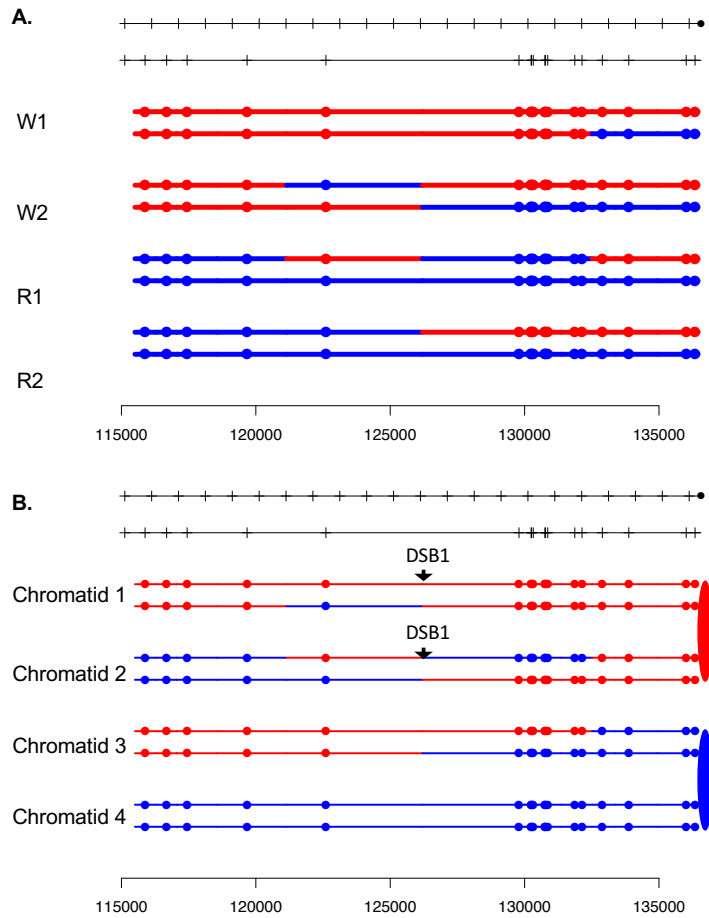 A.
W1
W2
R1
R2
115000 120000 125000 130000 135000
B.
DSB1
Chromatid 1
DSB1
Chromatid 2
Chromatid 3
Chromatid 4
115000 120000 125000 130000 135000